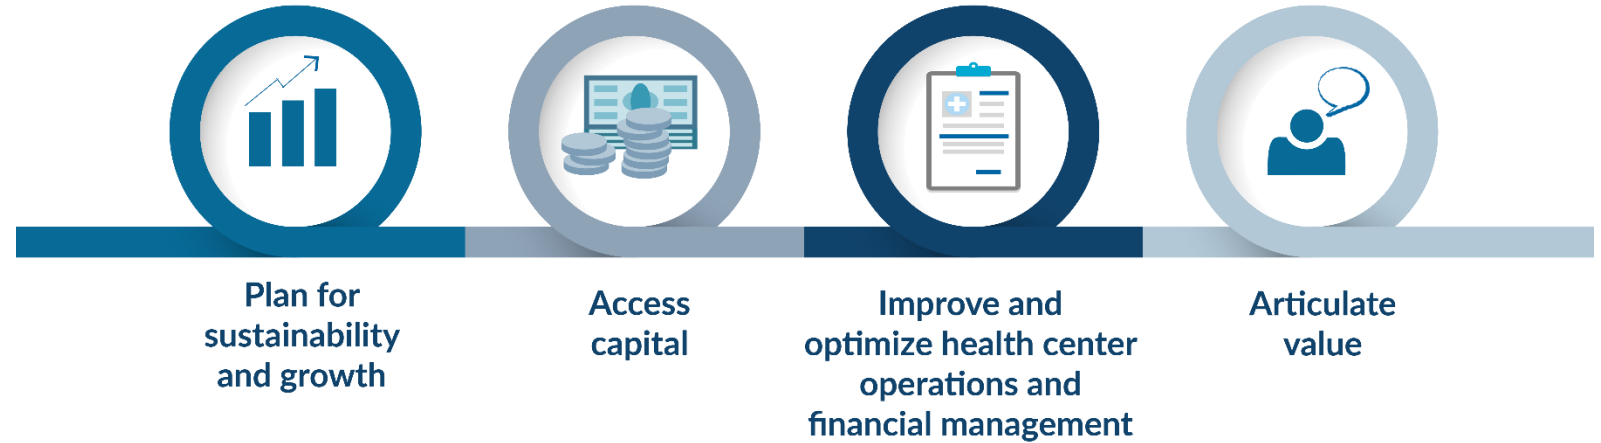 Plan for
sustainability
and growth
Access
capital
Improve and
optimize health center
operations and
financial management
Articulate
value